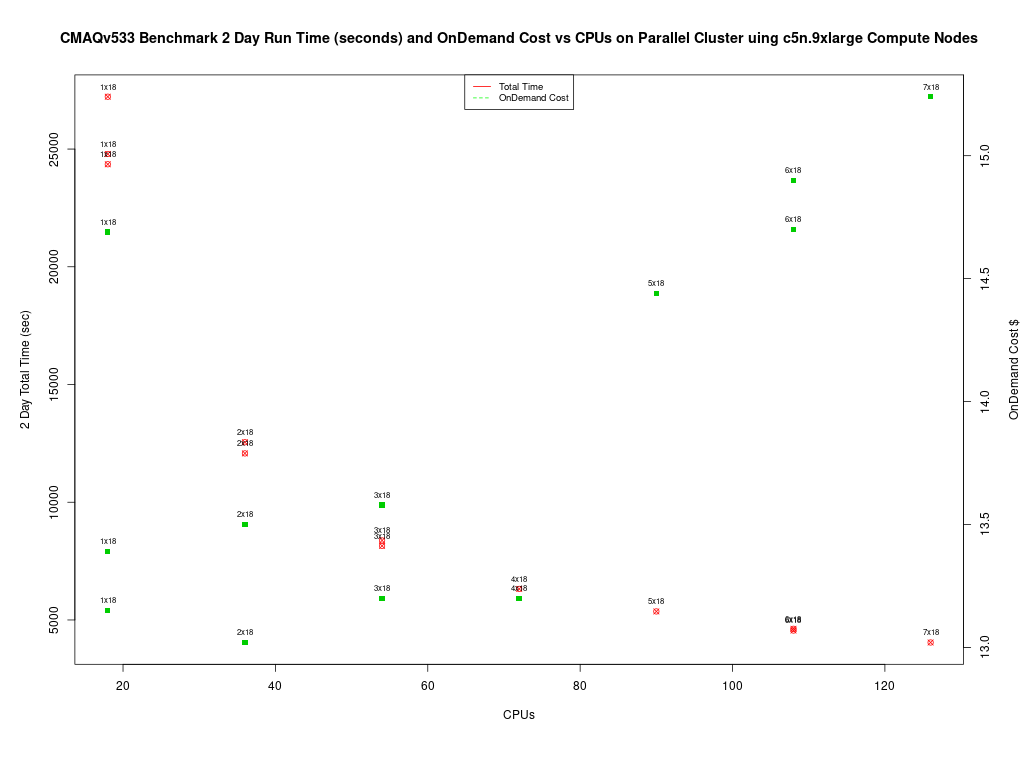 CMAQv533 Benchmark 2 Day Run Time (seconds) and OnDemand Cost vs CPUs on Parallel Cluster uing c5n.9xlarge Compute Nodes
Total Time
OnDemand Cost
1x18
7x18
1x18
1x18
6x18
1x18
6x18
5x18
2x18
2x18
3x18
2x18
3x18
3x18
1x18
4x18
3x18
4x18
1x18
5x18
6x18
6x18
2x18
7x18
25000
20000
15000
10000
5000
2 Day Total Time (sec)
15.0
14.5
14.0
13.5
13.0
OnDemand Cost $
20 40 60 80 100 120
CPUs